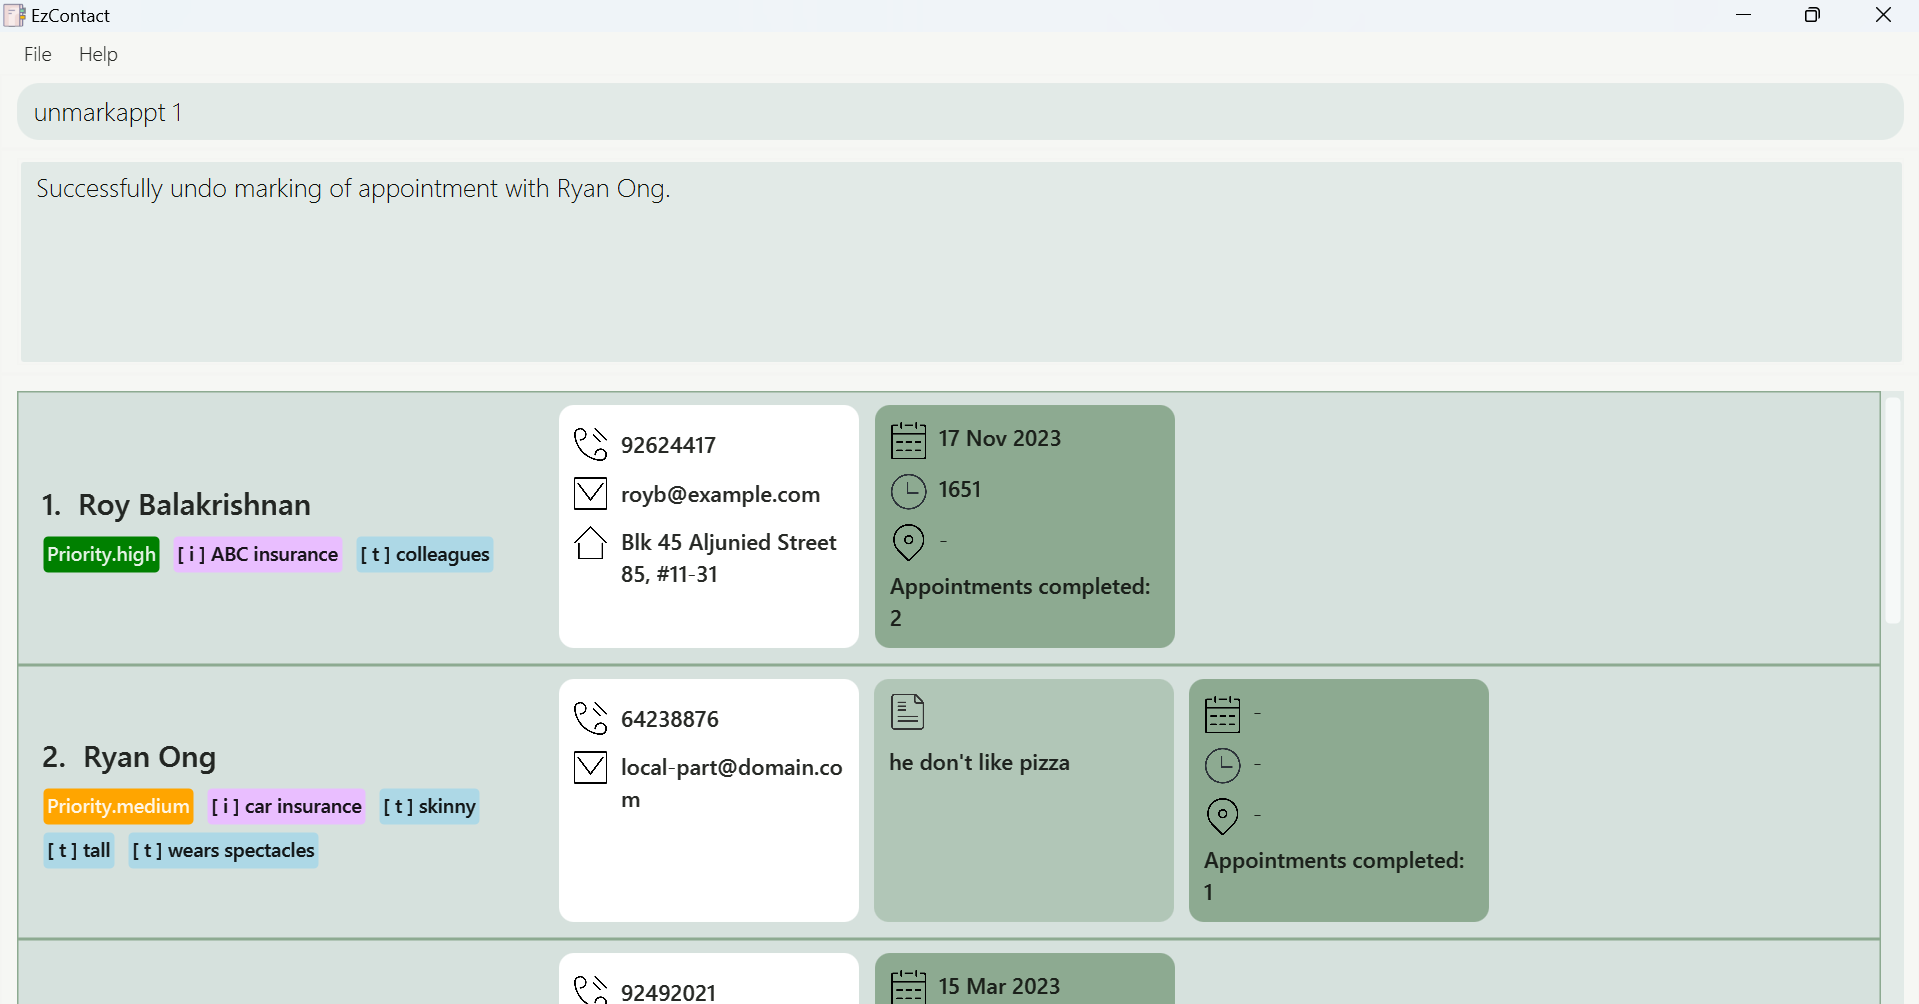 EzContact
File Help
unmarkappt 1
Successfully undo marking of appointment with Ryan Ong.
1. Roy Balakrishnan
Priority.high [ i ] ABC insurance [ t ] colleagues
92624417
royb@example.com
Blk 45 Aljunied Street
85, #11-31
17 Nov 2023
1651
-
Appointments completed:
2
2. Ryan Ong
Priority.medium [ i ] car insurance [ t ] skinny
[ t ] tall [ t ] wears spectacles
64238876
local-part@domain.co
m
he don't like pizza
-
-
-
Appointments completed:
1
92492021
15 Mar 2023